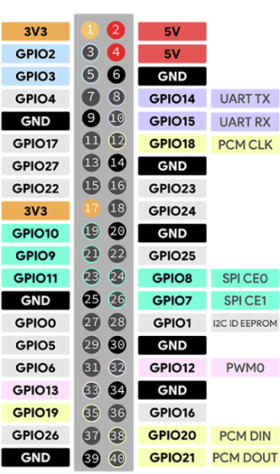 3V3 1 2 5V
GPIO2 3 4 5V
GPIO3 5 6 GND
GPIO4 7 8 GPIO14 UART TX
GND 9 10 GPIO15 UART RX
GPIO17 11 12 GPIO18 PCM CLK
GPIO27 13 14 GND
GPIO22 15 16 GPIO23
3V3 17 18 GPIO24
GPIO10 19 20 GND
GPIO9 21 22 GPIO25
GPIO11 23 24 GPIO8 SPI CE0
GND 25 26 GPIO7 SPI CE1
GPIO0 27 28 GPIO1 I2C ID EEPROM
GPIO5 29 30 GND
GPIO6 31 32 GPIO12 PWM0
GPIO13 33 34 GND
GPIO19 35 36 GPIO16
GPIO26 37 38 GPIO20 PCM DIN
GND 39 40 GPIO21 PCM DOUT